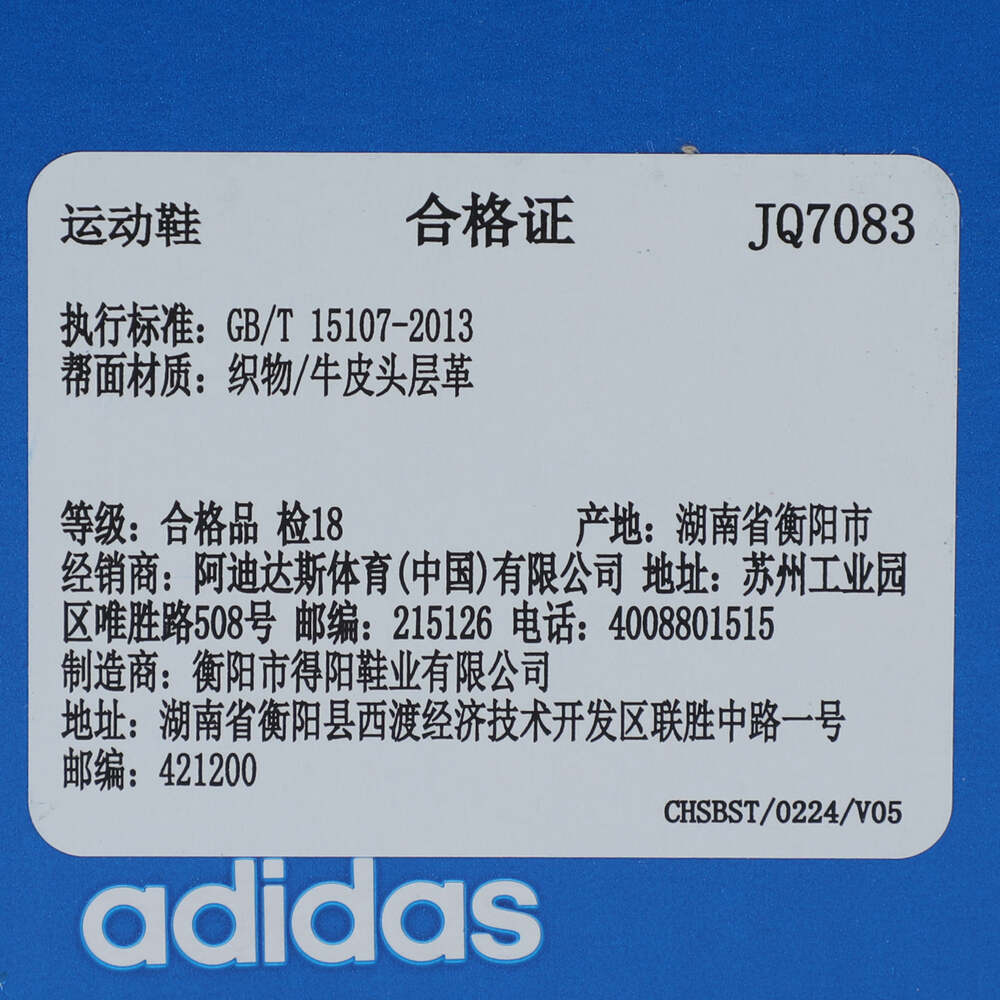 运动鞋 合格证 JQ7083
执行标准：GB/T 15107-2013
帮面材质：织物/牛皮头层革
等级：合格品 检18 产地：湖南省衡阳市
经销商：阿迪达斯体育(中国)有限公司 地址：苏州工业园
区唯胜路508号 邮编：215126 电话：4008801515
制造商：衡阳市得阳鞋业有限公司
地址：湖南省衡阳县西渡经济技术开发区联胜中路一号
邮编：421200
CHSBST/0224/V05
adidas